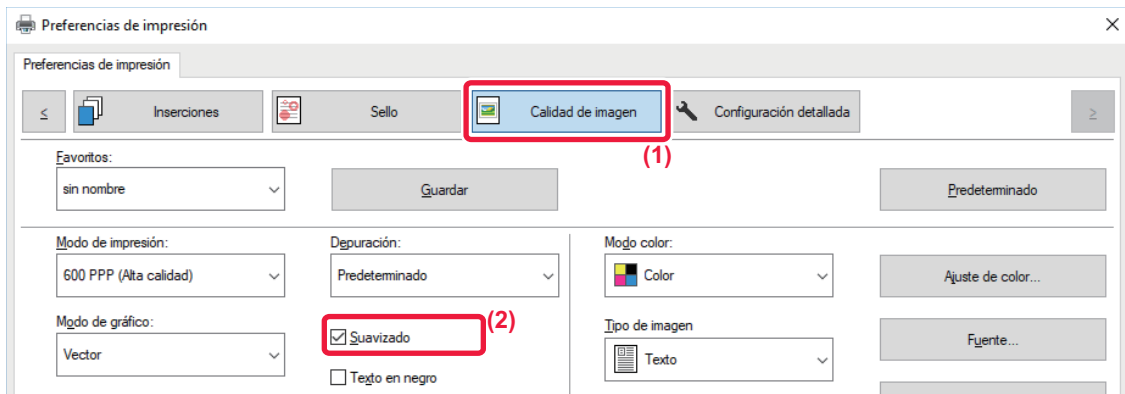 Preferencias de impresión
Preferencias de impresión
< Inserciones Sello Calidad de imagen Configuración detallada >
(1)
Favoritos:
sin nombre Guardar Predeterminado
Modo de impresión: Depuración: Modo color:
600 PPP (Alta calidad) Predeterminado Color Ajuste de color...
Modo de gráfico: (2) Tipo de imagen
Suavizado Fuente...
Vector Texto
Texto en negro